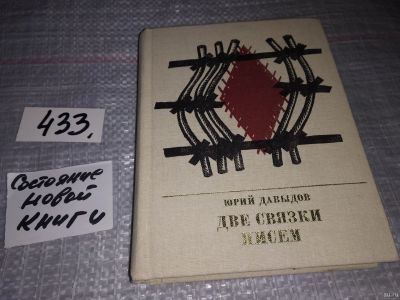 433.
Состояние
новой
книги
ЮРИЙ ДАВЫДОВ
ДВЕ СВЯЗКИ
ПИСЕМ